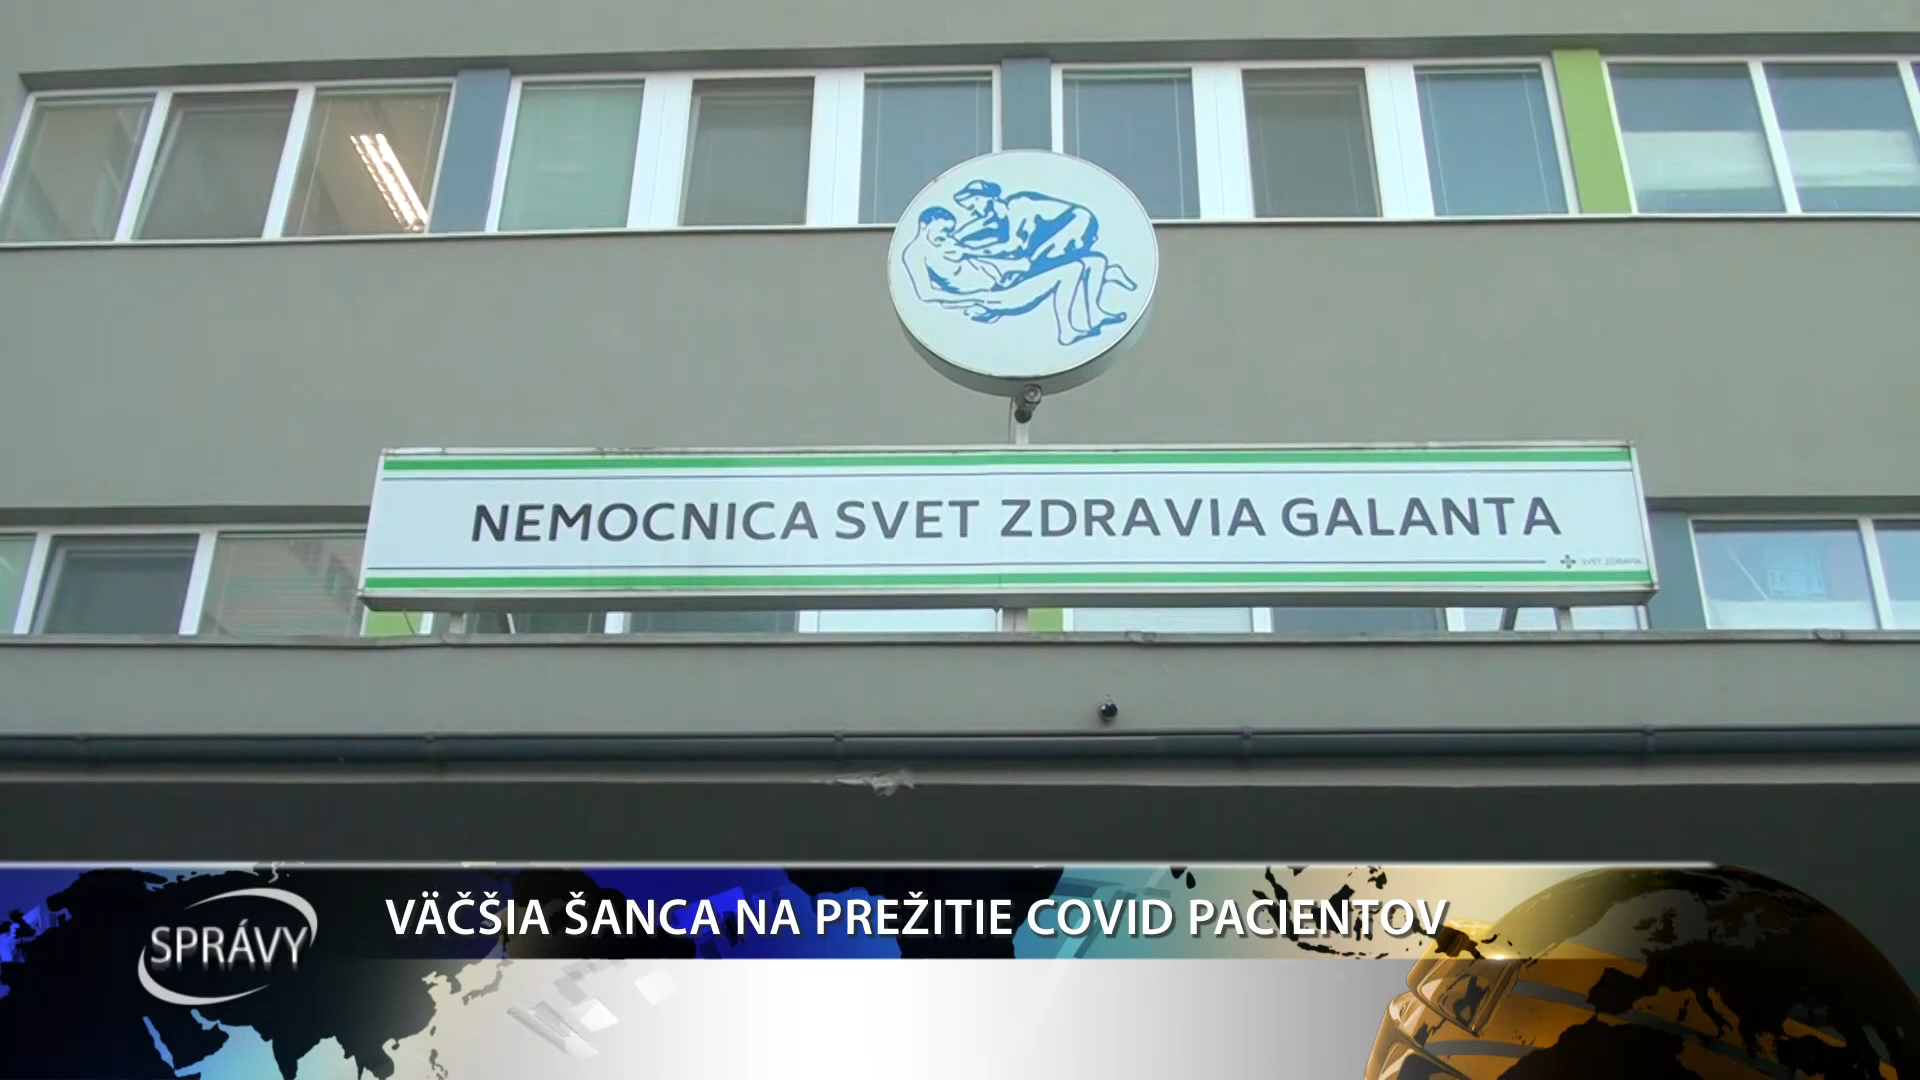 NEMOCNICA SVET ZDRAVIA GALANTA
SVET ZDRAVIA
SPRÁVY
VÄČŠIA ŠANCA NA PREŽITIE COVID PACIENTOV